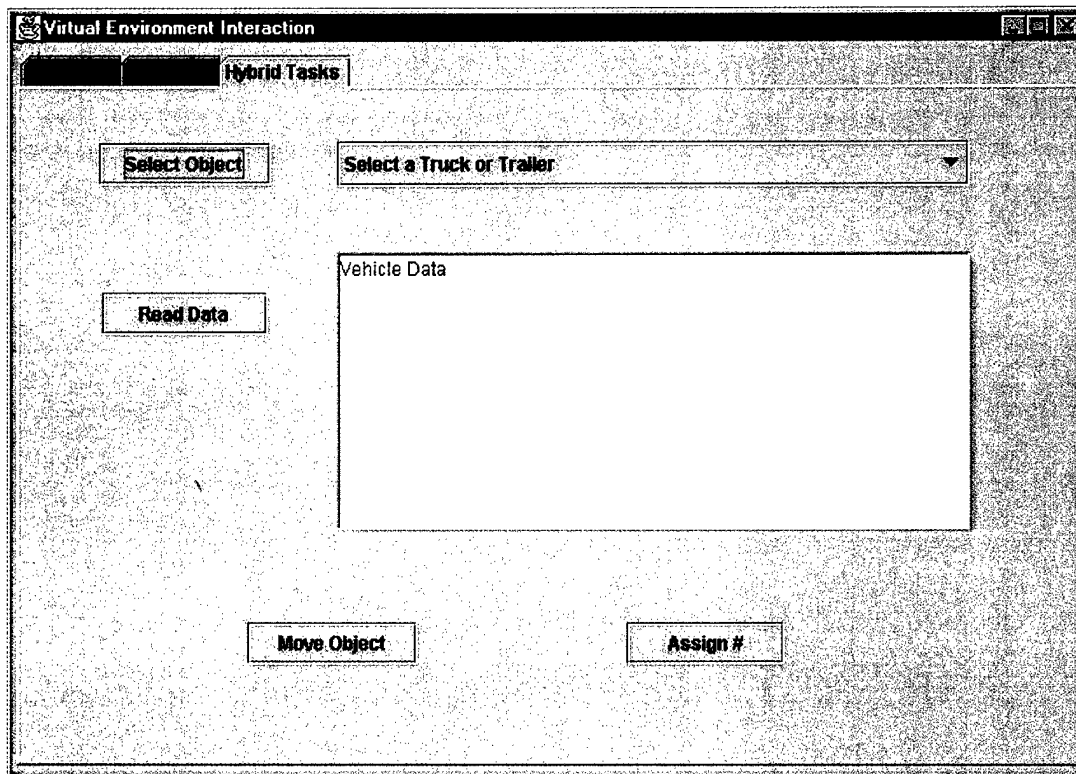 Virtual Environment Interaction
Hybrid Tasks
Select Object
Select a Truck or Trailer
Vehicle Data
Read Data
Move Object
Assign #